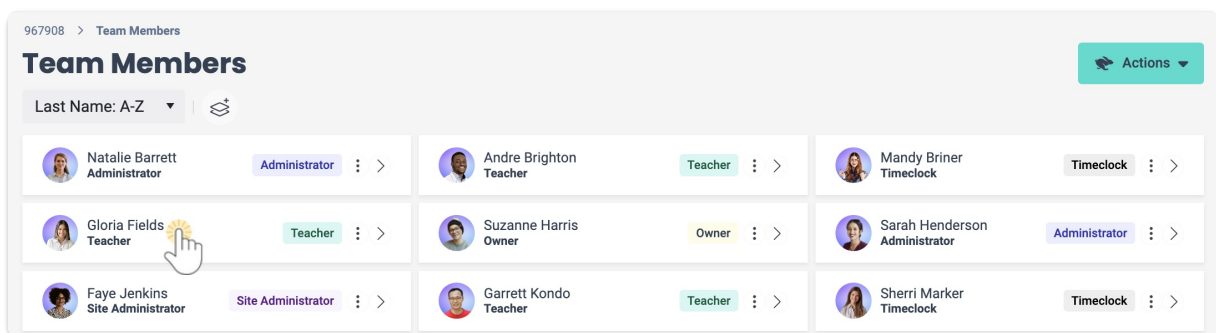 967908 > Team Members
Team Members
Actions
Last Name: A-Z
Natalie Barrett
Administrator
Administrator
Andre Brighton
Teacher
Teacher
Mandy Briner
Timeclock
Timeclock
Gloria Fields
Teacher
Teacher
Suzanne Harris
Owner
Owner
Sarah Henderson
Administrator
Administrator
Faye Jenkins
Site Administrator
Site Administrator
Garrett Kondo
Teacher
Teacher
Sherri Marker
Timeclock
Timeclock